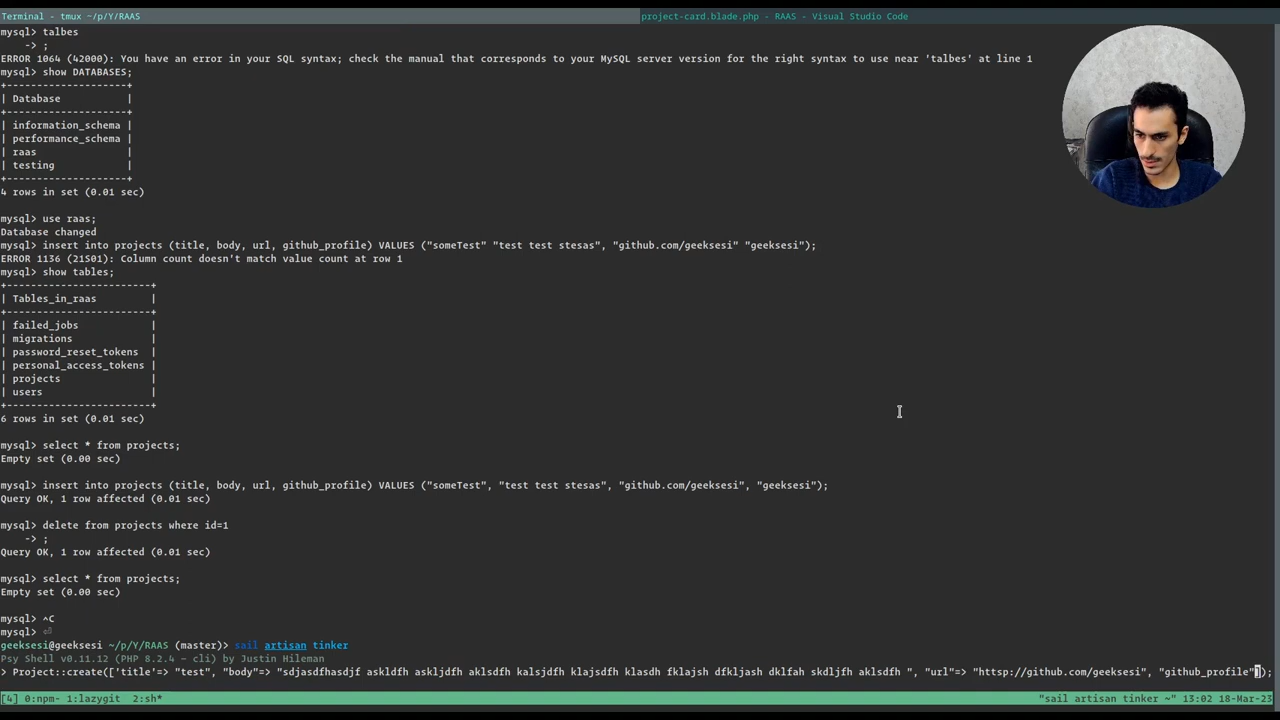 Terminal - tmux ~/p/Y/RAAS
project-card.blade.php - RAAS - Visual Studio Code
mysql> talbes
    -> ;
ERROR 1064 (42000): You have an error in your SQL syntax; check the manual that corresponds to your MySQL server version for the right syntax to use near 'talbes' at line 1
mysql> show DATABASES;
+--------------------+
| Database           |
+--------------------+
| information_schema |
| performance_schema |
| raas               |
| testing            |
+--------------------+
4 rows in set (0.01 sec)
mysql> use raas;
Database changed
mysql> insert into projects (title, body, url, github_profile) VALUES ("someTest" "test test stesas", "github.com/geeksesi" "geeksesi");
ERROR 1136 (21S01): Column count doesn't match value count at row 1
mysql> show tables;
+------------------------+
| Tables_in_raas         |
+------------------------+
| failed_jobs            |
| migrations             |
| password_reset_tokens  |
| personal_access_tokens |
| projects               |
| users                  |
+------------------------+
6 rows in set (0.01 sec)
mysql> select * from projects;
Empty set (0.00 sec)
mysql> insert into projects (title, body, url, github_profile) VALUES ("someTest", "test test stesas", "github.com/geeksesi", "geeksesi");
Query OK, 1 row affected (0.01 sec)
mysql> delete from projects where id=1
    -> ;
Query OK, 1 row affected (0.01 sec)
mysql> select * from projects;
Empty set (0.00 sec)
mysql> ^C
mysql> ⏎
geeksesi@geeksesi ~/p/Y/RAAS (master)> sail artisan tinker
Psy Shell v0.11.12 (PHP 8.2.4 - cli) by Justin Hileman
> Project::create(['title'=> "test", "body"=> "sdjasdfhasdjf askldfh askljdfh aklsdfh kalsjdfh klajsdfh klasdh fklajsh dfkljash dklfah skdljfh aklsdfh ", "url"=> "httsp://github.com/geeksesi", "github_profile"]);
[4] 0:npm- 1:lazygit  2:sh*
"sail artisan tinker ~" 13:02 18-Mar-23